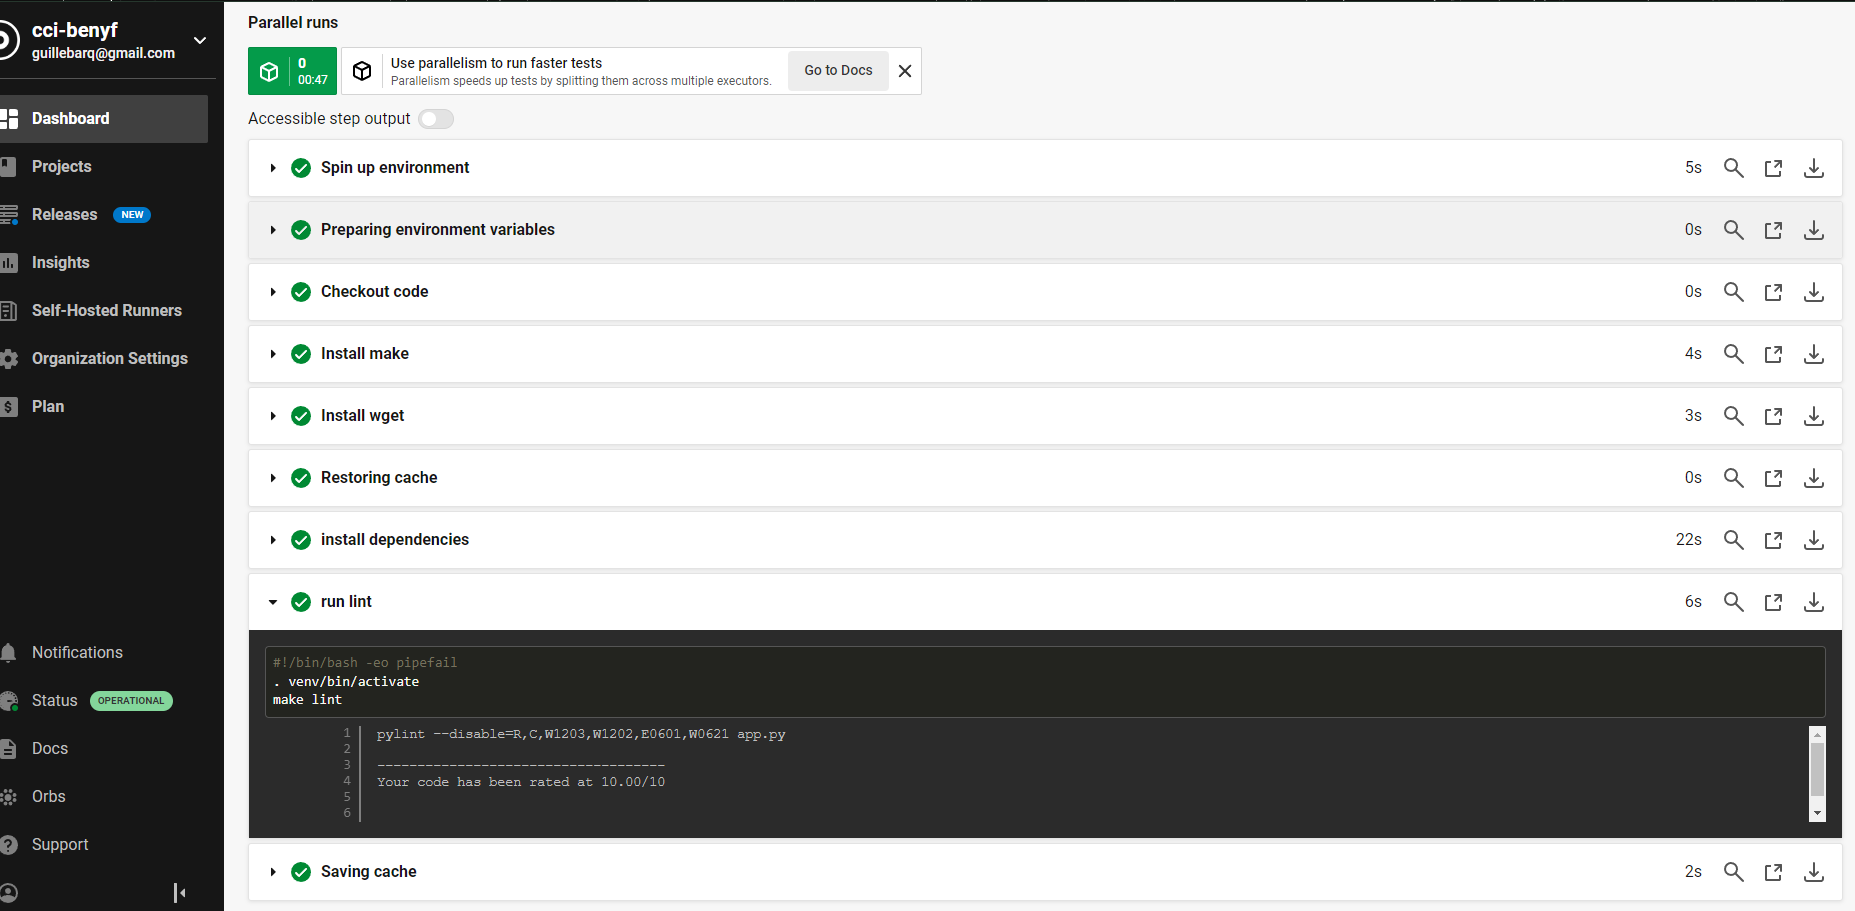 cci-benyf
guillebarq@gmail.com
Dashboard
Projects
Releases NEW
Insights
Self-Hosted Runners
Organization Settings
Plan
Notifications
Status OPERATIONAL
Docs
Orbs
Support
Parallel runs
0
00:47
Use parallelism to run faster tests
Parallelism speeds up tests by splitting them across multiple executors.
Go to Docs
Accessible step output
Spin up environment 5s
Preparing environment variables 0s
Checkout code 0s
Install make 4s
Install wget 3s
Restoring cache 0s
install dependencies 22s
run lint 6s
#!/bin/bash -eo pipefail
. venv/bin/activate
make lint
1 pylint --disable=R,C,W1203,W1202,E0601,W0621 app.py
2
3 ------------------------------------
4 Your code has been rated at 10.00/10
5
6
Saving cache 2s